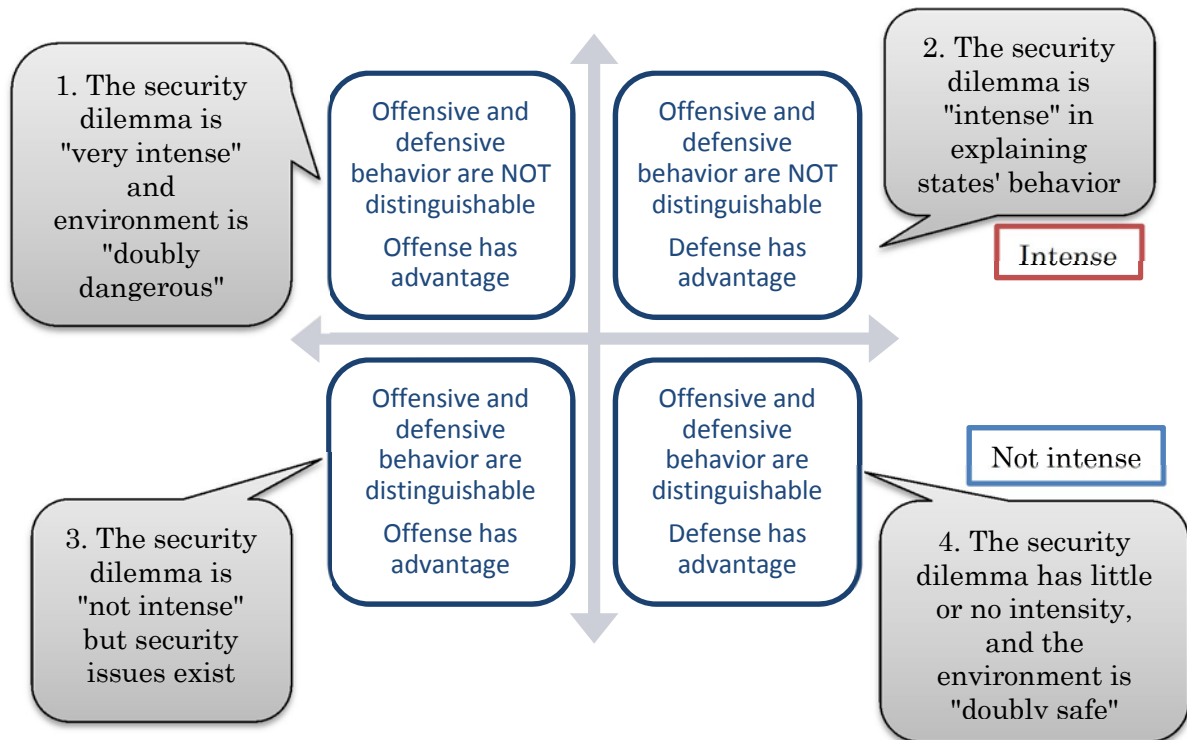 1. The security
dilemma is
"very intense"
and
environment is
"doubly
dangerous"
Offensive and
defensive
behavior are NOT
distinguishable
Offense has
advantage
Offensive and
defensive
behavior are NOT
distinguishable
Defense has
advantage
2. The security
dilemma is
"intense" in
explaining
states' behavior
Intense
3. The security
dilemma is
"not intense"
but security
issues exist
Offensive and
defensive
behavior are
distinguishable
Offense has
advantage
Offensive and
defensive
behavior are
distinguishable
Defense has
advantage
Not intense
4. The security
dilemma has little
or no intensity,
and the
environment is
"doubly safe"